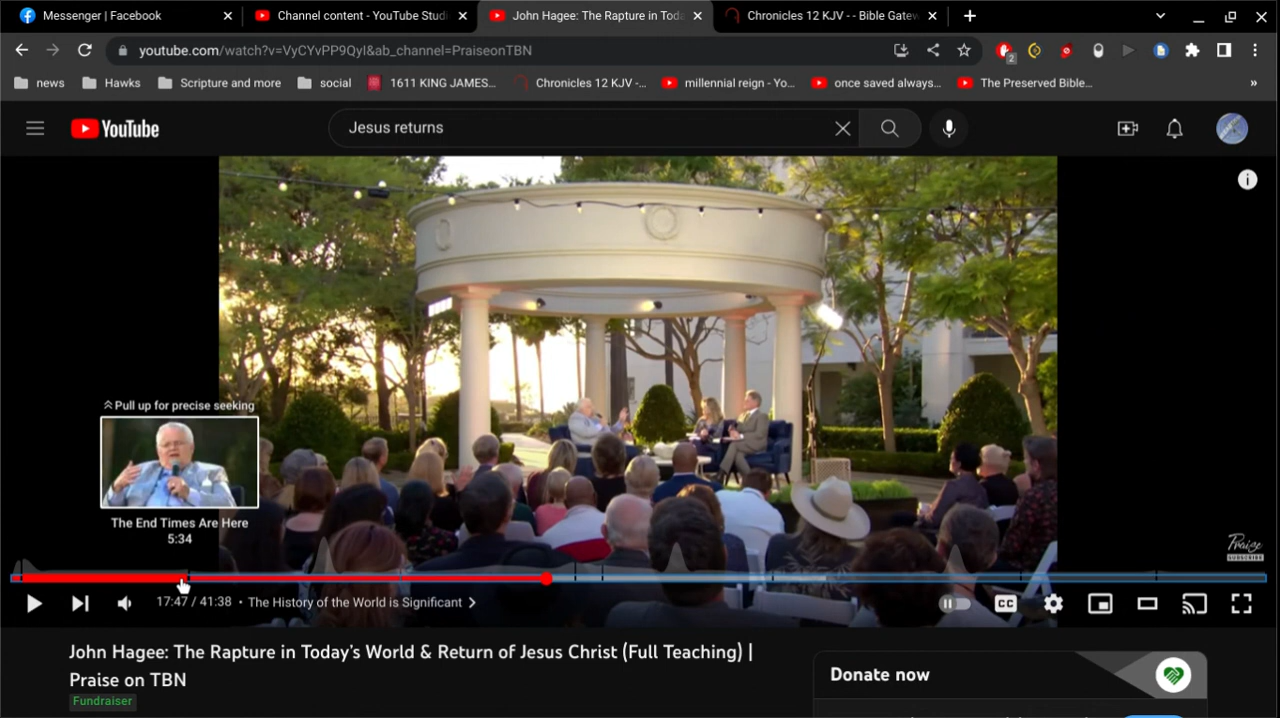 Messenger | Facebook
Channel content - YouTube Studi
John Hagee: The Rapture in Toda
Chronicles 12 KJV - - Bible Gatew
youtube.com/watch?v=VyCYvPP9QyI&ab_channel=PraiseonTBN
2
news
Hawks
Scripture and more
social
1611 KING JAMES...
Chronicles 12 KJV -...
millennial reign - Yo...
once saved always...
The Preserved Bible...
»
YouTube
Jesus returns
Pull up for precise seeking
The End Times Are Here
5:34
Praise
SUBSCRIBE
17:47 / 41:38 • The History of the World is Significant
CC
John Hagee: The Rapture in Today's World & Return of Jesus Christ (Full Teaching) |
Praise on TBN
Fundraiser
Donate now